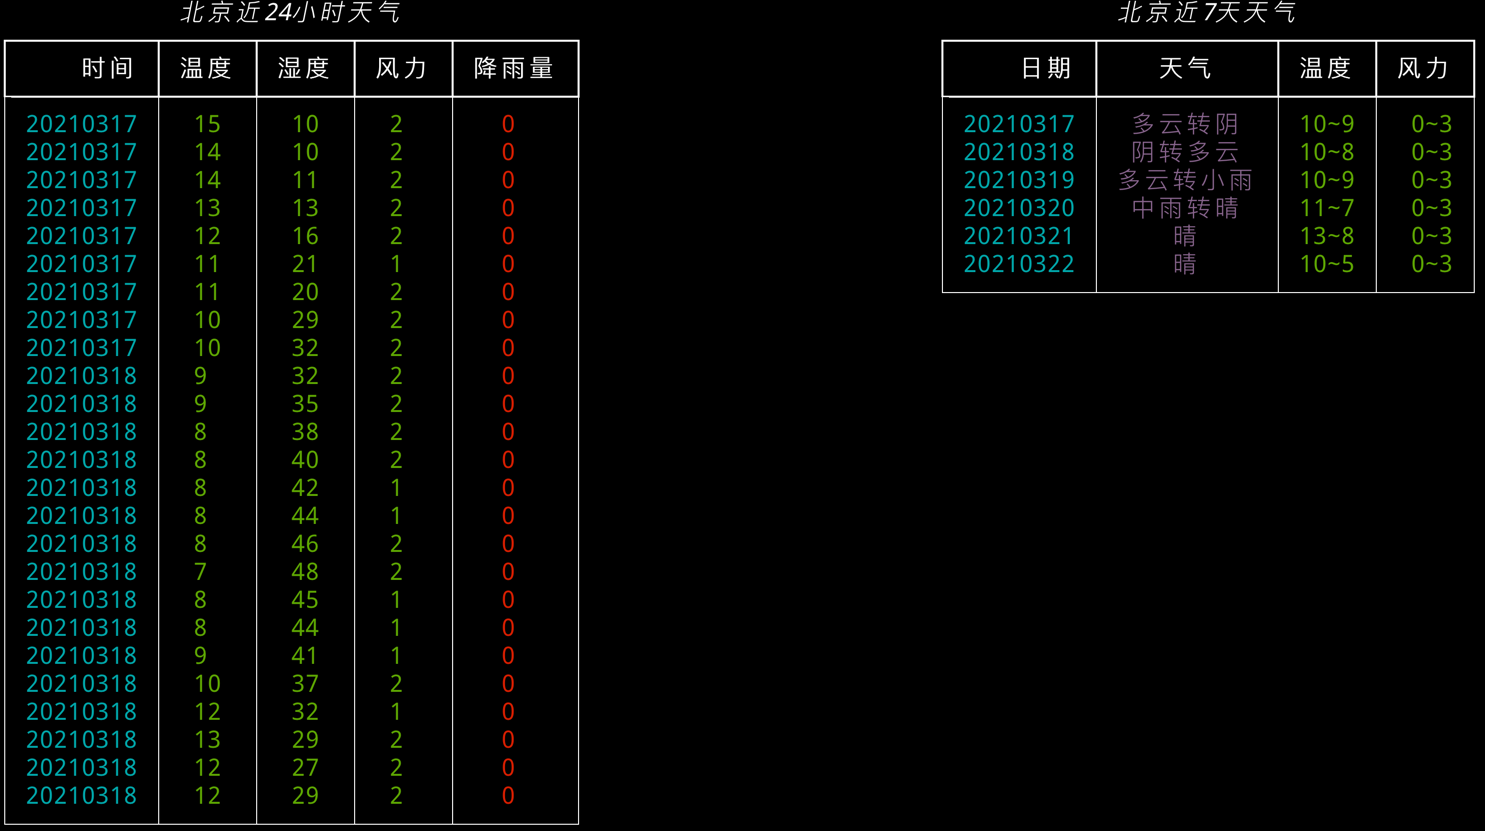 北京近24小时天气
时间 温度 湿度 风力 降雨量
20210317 15 10 2 0
20210317 14 10 2 0
20210317 14 11 2 0
20210317 13 13 2 0
20210317 12 16 2 0
20210317 11 21 1 0
20210317 11 20 2 0
20210317 10 29 2 0
20210317 10 32 2 0
20210318 9 32 2 0
20210318 9 35 2 0
20210318 8 38 2 0
20210318 8 40 2 0
20210318 8 42 1 0
20210318 8 44 1 0
20210318 8 46 2 0
20210318 7 48 2 0
20210318 8 45 1 0
20210318 8 44 1 0
20210318 9 41 1 0
20210318 10 37 2 0
20210318 12 32 1 0
20210318 13 29 2 0
20210318 12 27 2 0
20210318 12 29 2 0
北京近7天天气
日期 天气 温度 风力
20210317 多云转阴 10~9 0~3
20210318 阴转多云 10~8 0~3
20210319 多云转小雨 10~9 0~3
20210320 中雨转晴 11~7 0~3
20210321 晴 13~8 0~3
20210322 晴 10~5 0~3